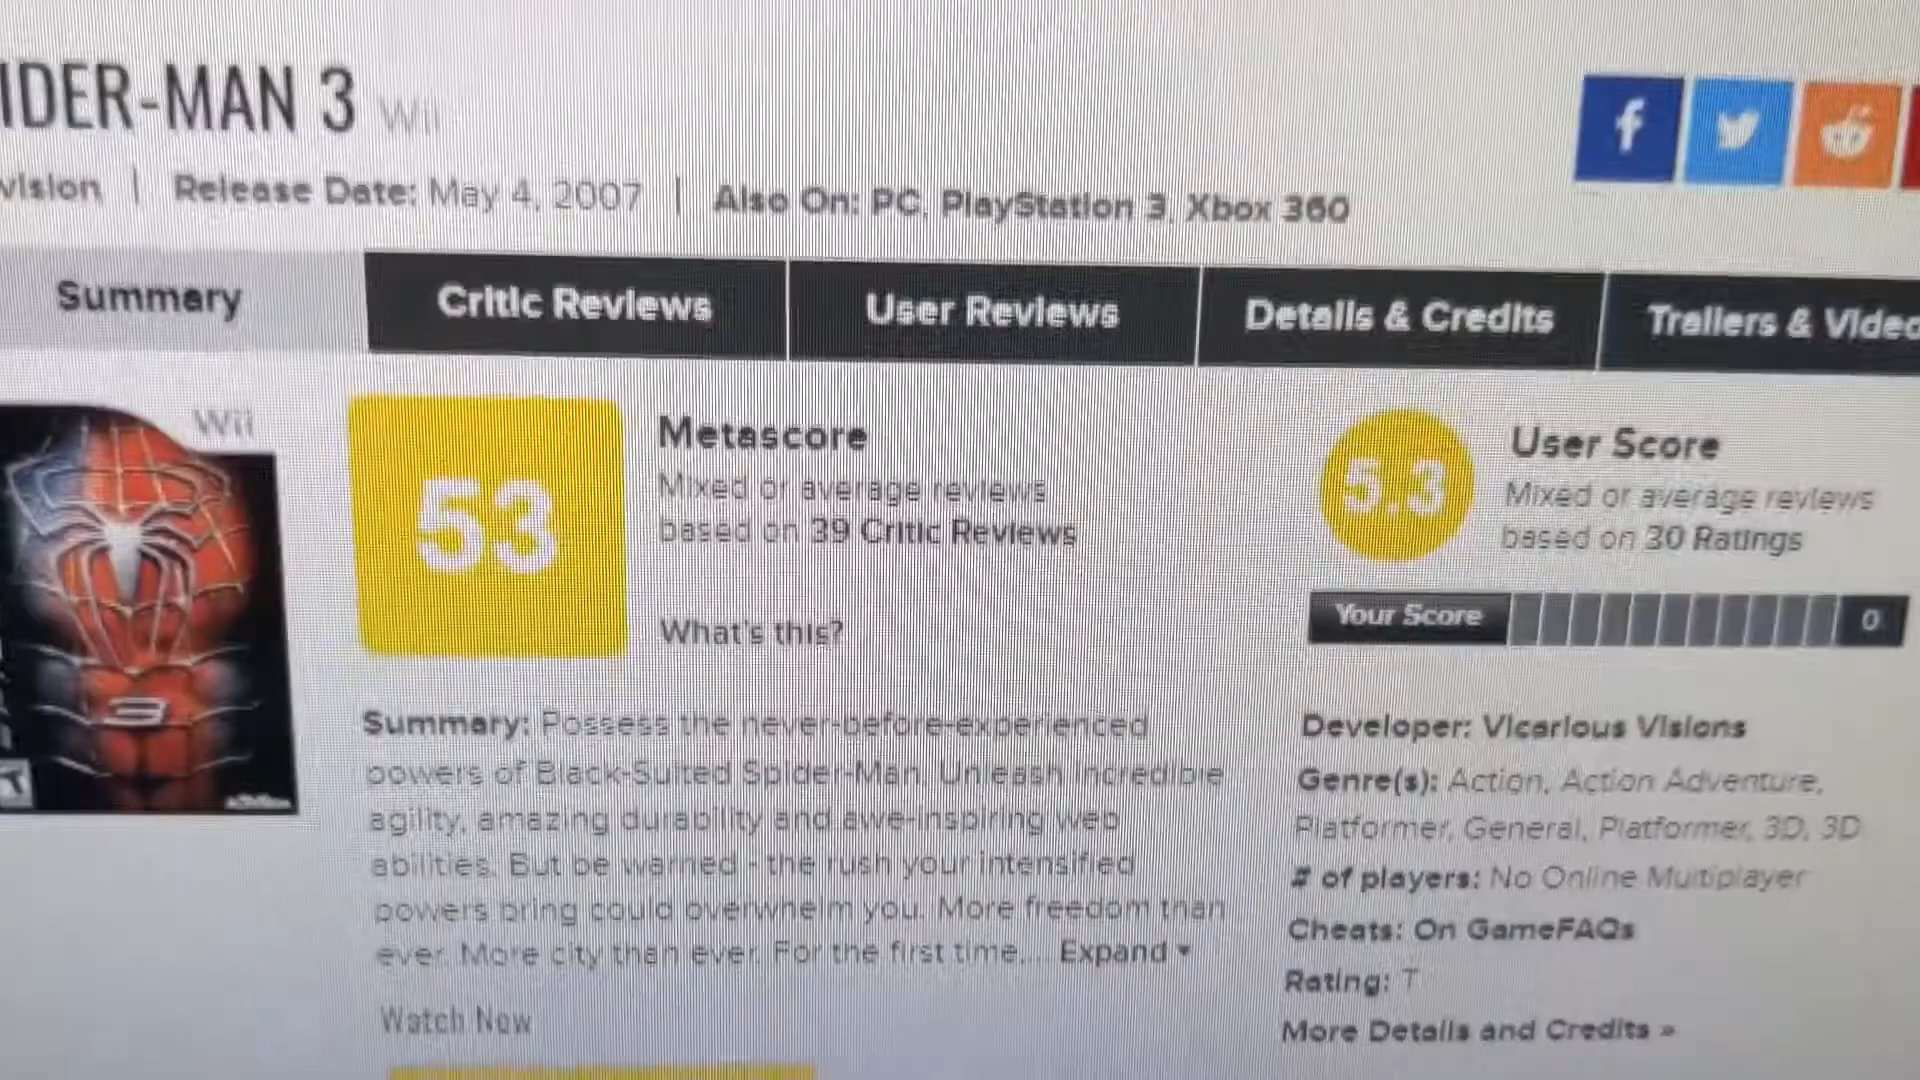 IDER-MAN 3 Wii
vision | Release Date: May 4, 2007 | Also On: PC, PlayStation 3, Xbox 360
Summary
Critic Reviews
User Reviews
Details & Credits
Trailers & Video
Wii
3
T
53
Metascore
Mixed or average reviews
based on 39 Critic Reviews
What's this?
5.3
User Score
Mixed or average reviews
based on 30 Ratings
Your Score
0
Summary: Possess the never-before-experienced
powers of Black-Suited Spider-Man. Unleash incredible
agility, amazing durability and awe-inspiring web
abilities. But be warned - the rush your intensified
powers bring could overwhelm you. More freedom than
ever. More city than ever. For the first time,... Expand
Watch Now
Developer: Vicarious Visions
Genre(s): Action, Action Adventure,
Platformer, General, Platformer, 3D, 3D
# of players: No Online Multiplayer
Cheats: On GameFAQs
Rating: T
More Details and Credits »